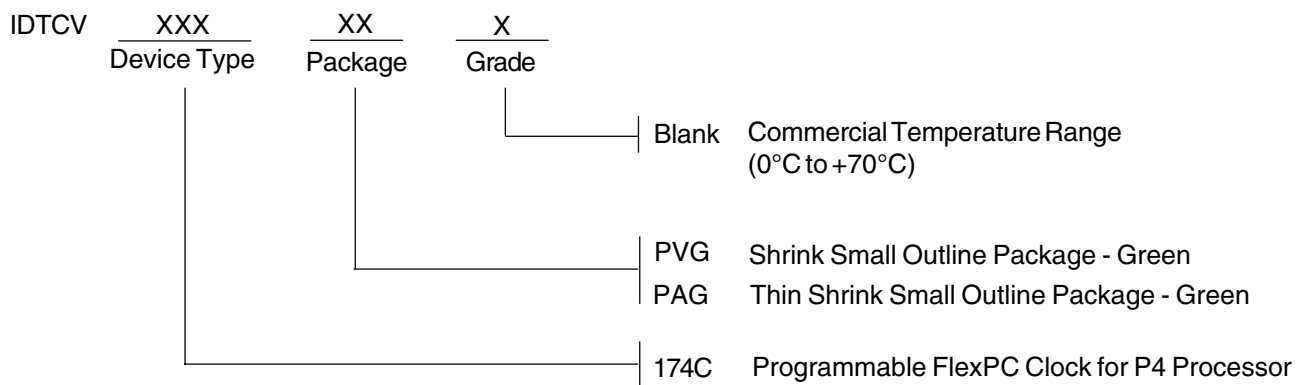 IDTCV XXX XX X
Device Type Package Grade
Blank Commercial Temperature Range
(0°C to +70°C)
PVG Shrink Small Outline Package - Green
PAG Thin Shrink Small Outline Package - Green
174C Programmable FlexPC Clock for P4 Processor